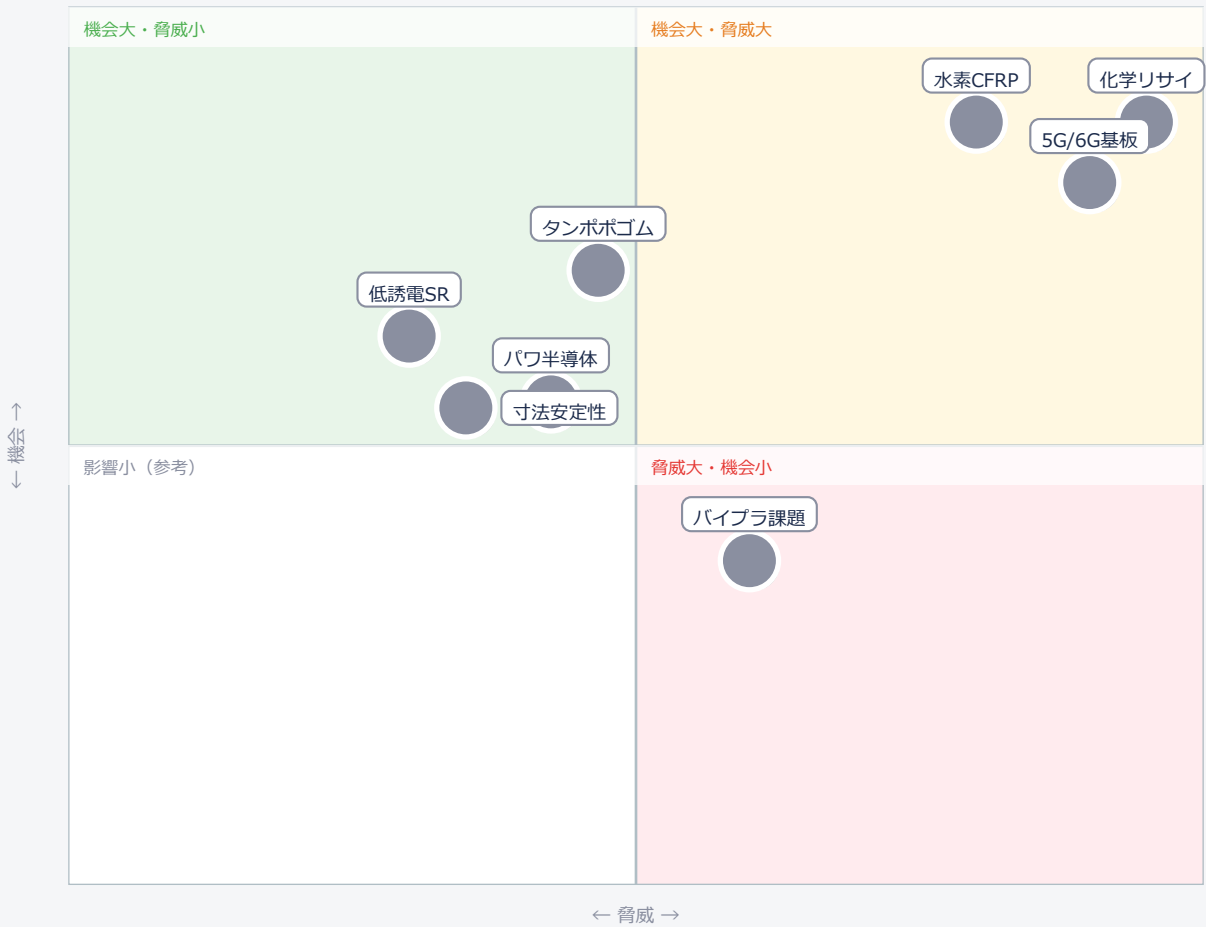 機会大・脅威小
機会大・脅威大
水素CFRP
化学リサイ
5G/6G基板
タンポポゴム
低誘電SR
パワ半導体
寸法安定性
← 機会 →
影響小（参考）
脅威大・機会小
バイプラ課題
← 脅威 →